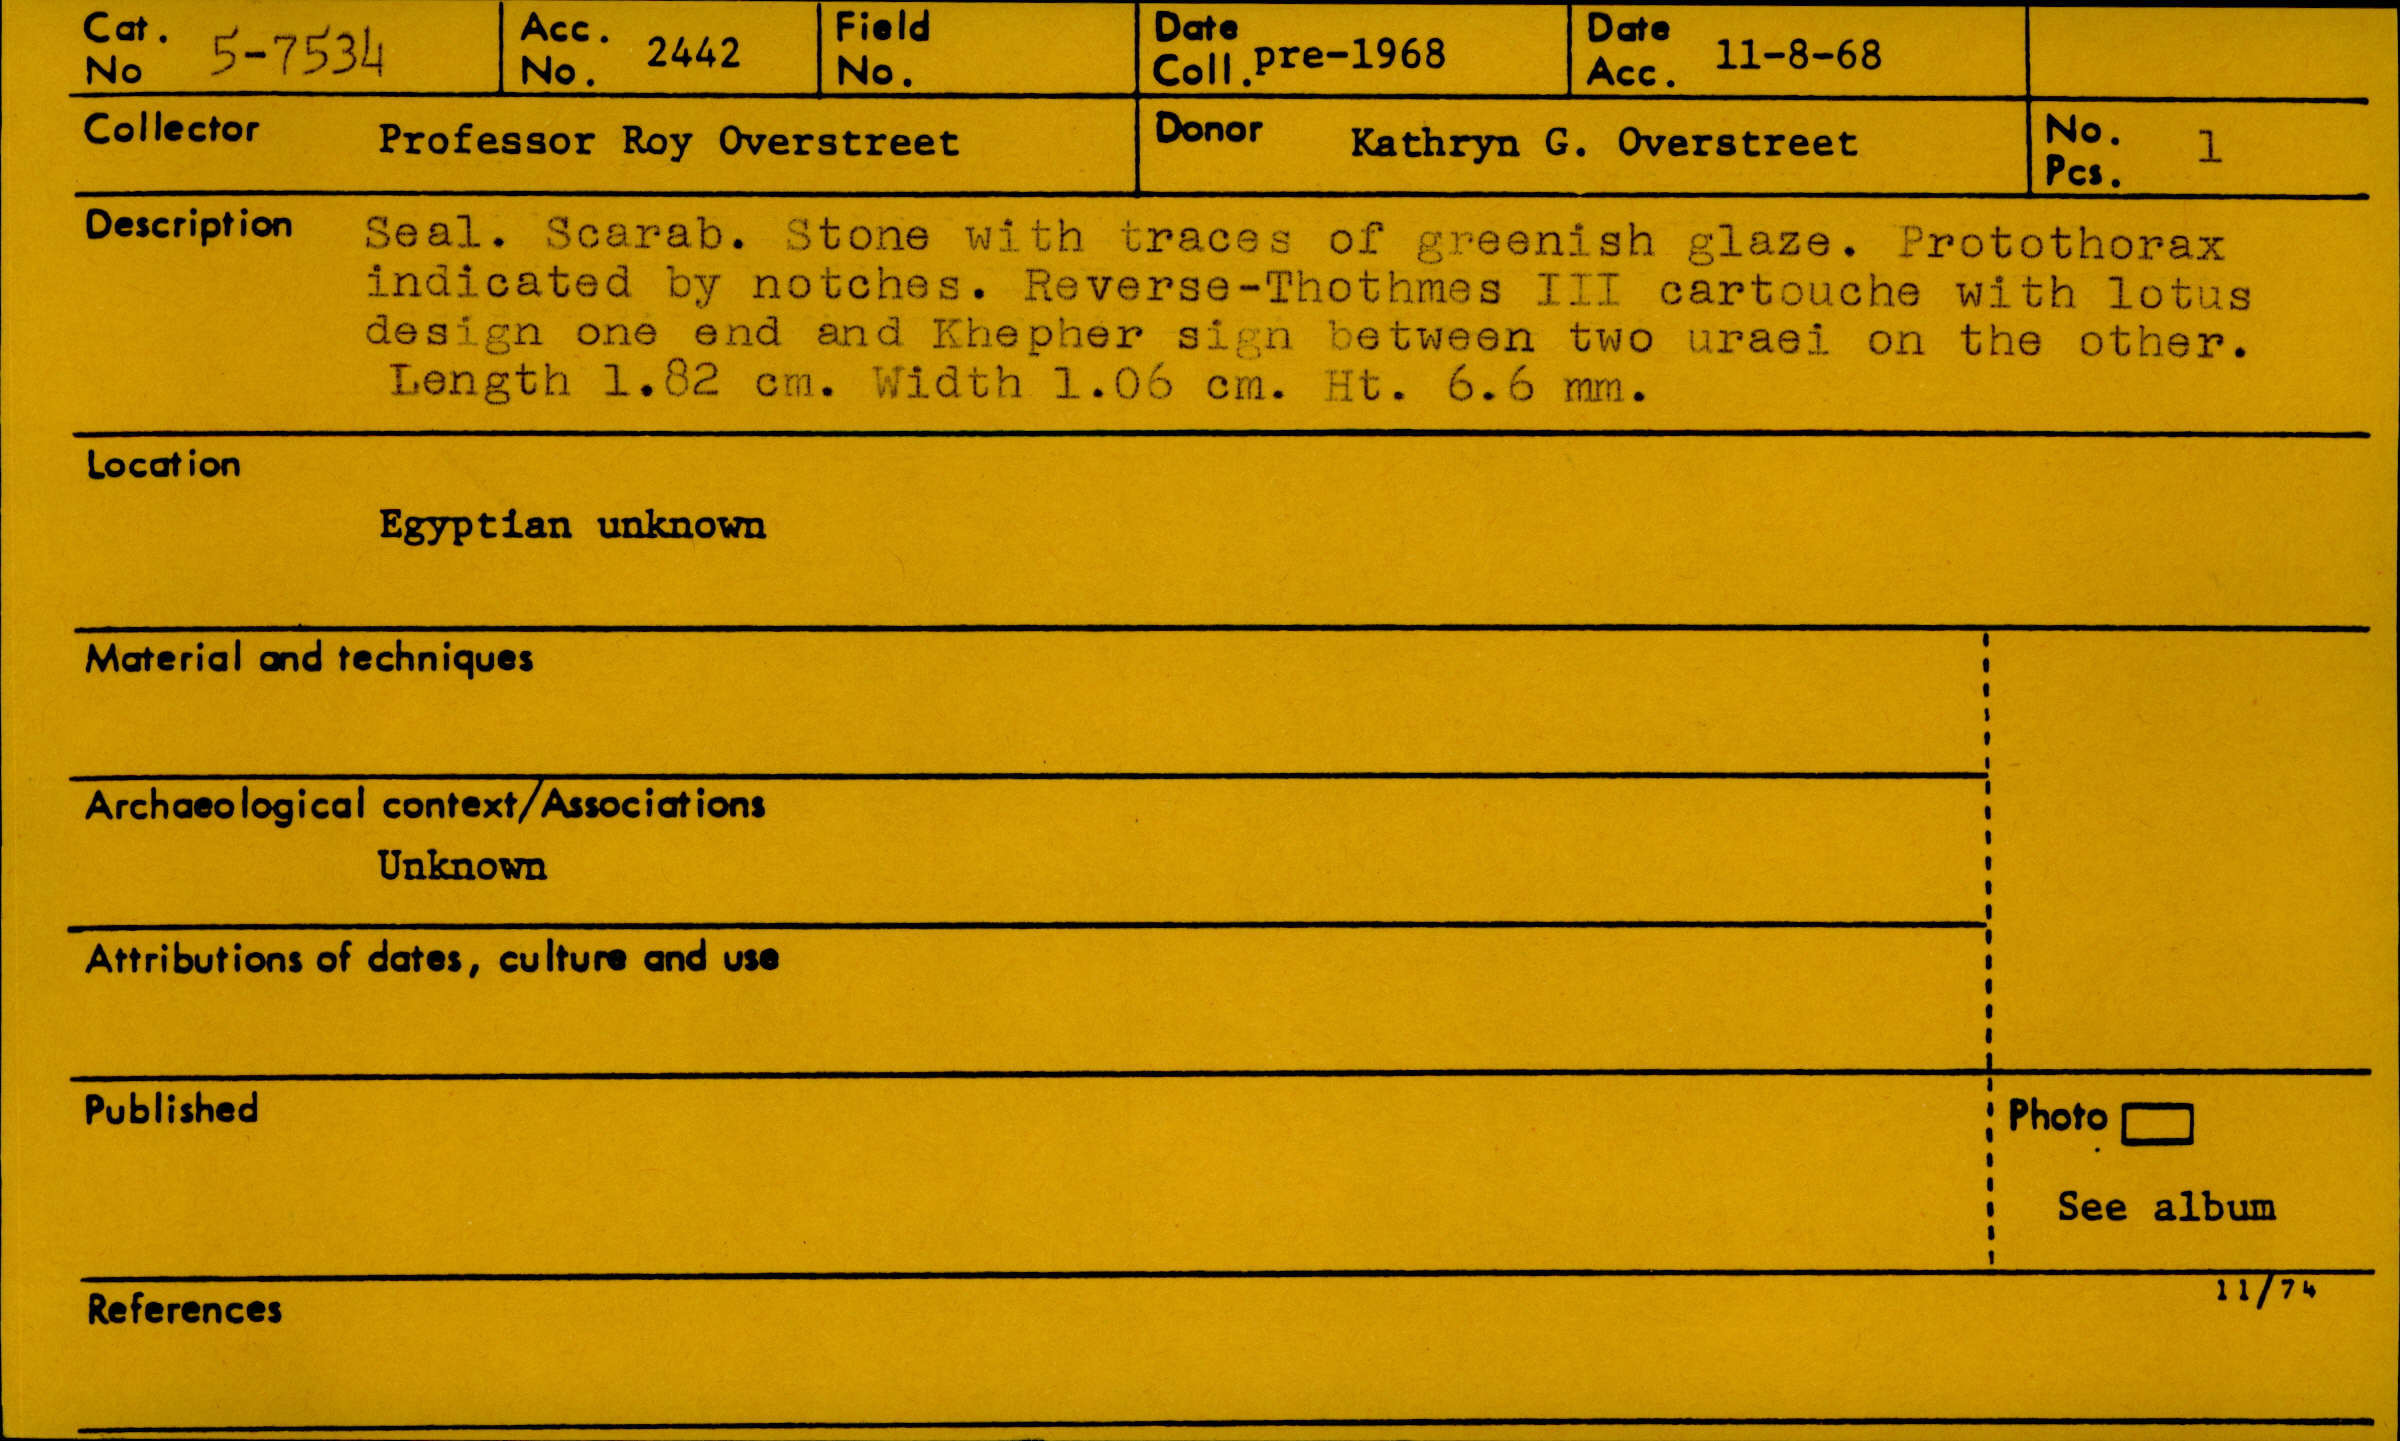 Cat. No 5-7534 Acc. No. 2442 Field No. Date Coll. pre-1968 Date Acc. 11-8-68
Collector Professor Roy Overstreet Donor Kathryn G. Overstreet No. Pcs. 1
Description Seal. Scarab. Stone with traces of greenish glaze. Protothorax
indicated by notches. Reverse-Thothmes III cartouche with lotus
design one end and Khepher sign between two uraei on the other.
Length 1.82 cm. Width 1.06 cm. Ht. 6.6 mm.
Location
Egyptian unknown
Material and techniques
Archaeological context/Associations
Unknown
Attributions of dates, culture and use
Published
Photo
See album
11/74
References